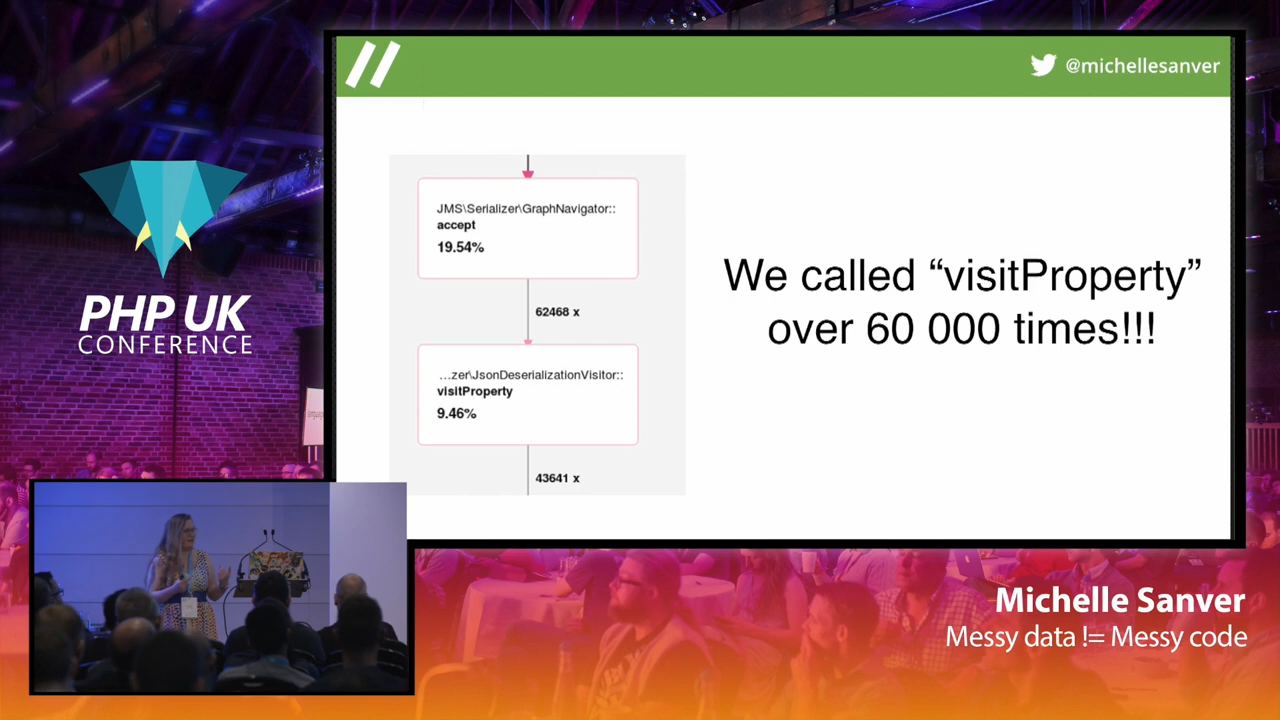 @michellesanver
JMS\Serializer\GraphNavigator::
accept
19.54%
62468 x
...zer\JsonDeserializationVisitor::
visitProperty
9.46%
43641 x
We called “visitProperty”
over 60 000 times!!!
PHP UK
CONFERENCE
Michelle Sanver
Messy data != Messy code